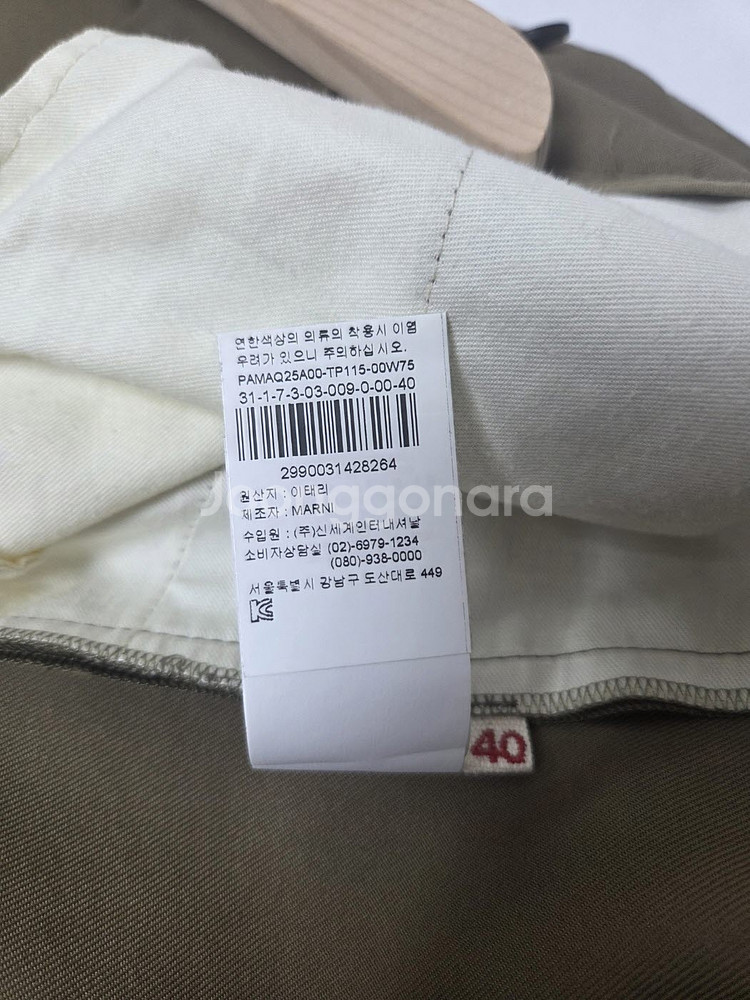 연한색상의 의류의 착용시 이염
우려가 있으니 주의하십시오.
PAMAQ25A00-TP115-00W75
31-1-7-3-03-009-0-00-40
2990031428264
원산지 : 이태리
Joonggonara
제조자 : MARNI
수입원 : (주)신세계인터내셔날
소비자상담실 (02)-6979-1234
(080)-938-0000
서울특별시 강남구 도산대로 449
40